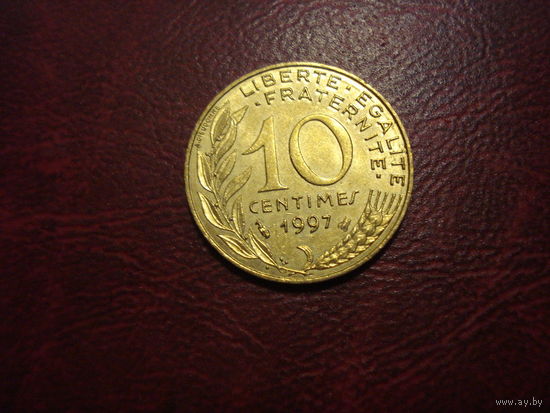 LIBERTE · EGALITE
· FRATERNITE ·
10
CENTIMES
1997
www.ay.by